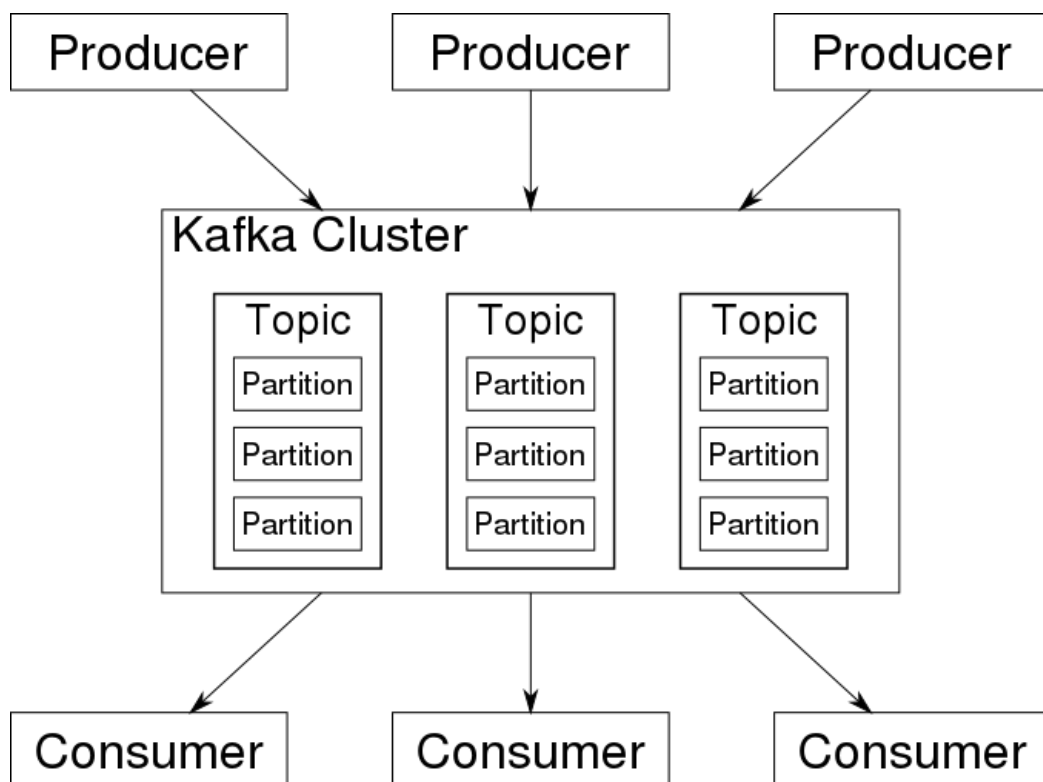 Producer
Producer
Producer
Kafka Cluster
Topic
Partition
Partition
Partition
Topic
Partition
Partition
Partition
Topic
Partition
Partition
Partition
Consumer
Consumer
Consumer